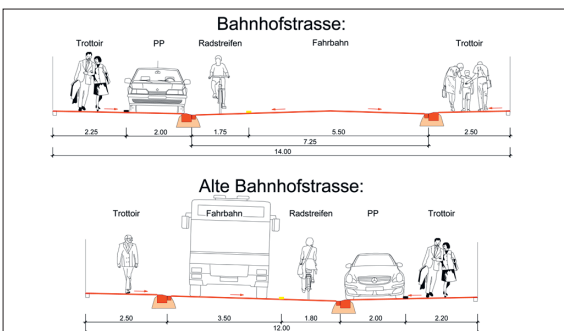 Bahnhofstrasse:
Trottoir PP Radstreifen Fahrbahn Trottoir
2.25 2.00 1.75 5.50 2.50
7.25
14.00
Alte Bahnhofstrasse:
Trottoir Fahrbahn Radstreifen PP Trottoir
2.50 3.50 1.80 2.00 2.20
12.00